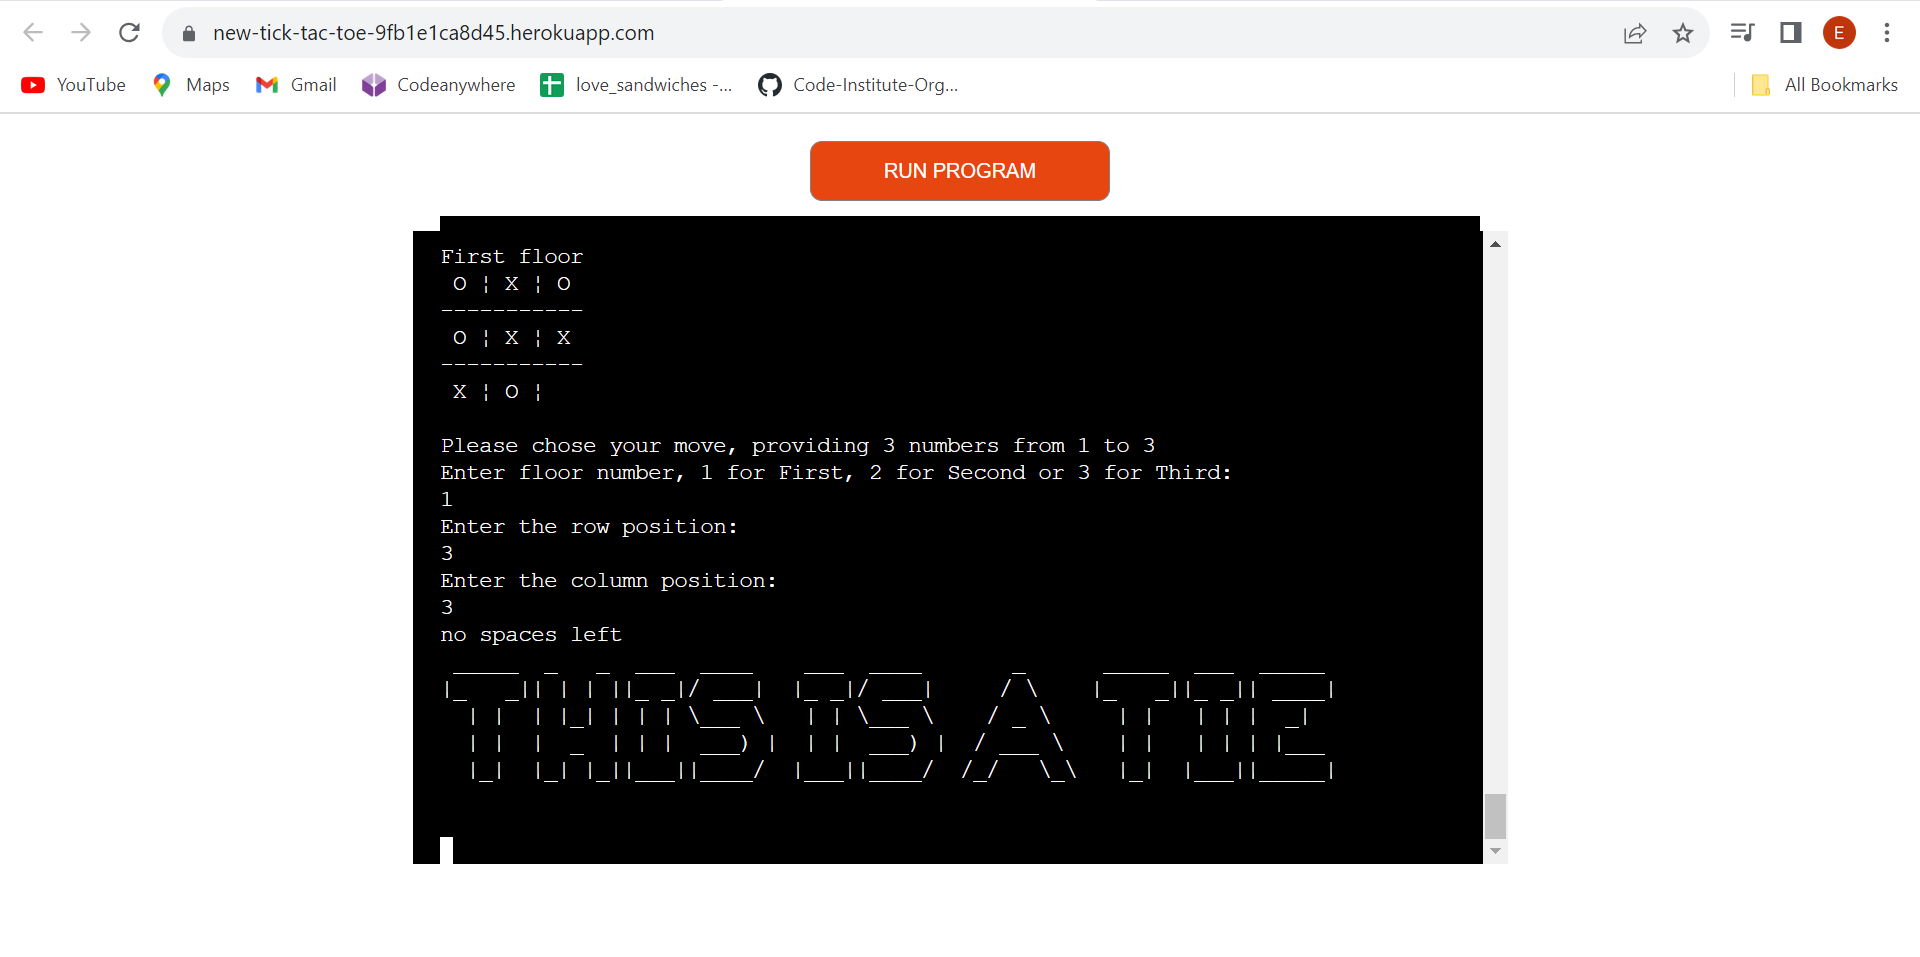 new-tick-tac-toe-9fb1e1ca8d45.herokuapp.com
E
YouTube Maps Gmail Codeanywhere love_sandwiches -... Code-Institute-Org... All Bookmarks
RUN PROGRAM
First floor
O ¦ X ¦ O
-----------
O ¦ X ¦ X
-----------
X ¦ O ¦
Please chose your move, providing 3 numbers from 1 to 3
Enter floor number, 1 for First, 2 for Second or 3 for Third:
1
Enter the row position:
3
Enter the column position:
3
no spaces left
THIS IS A TIE